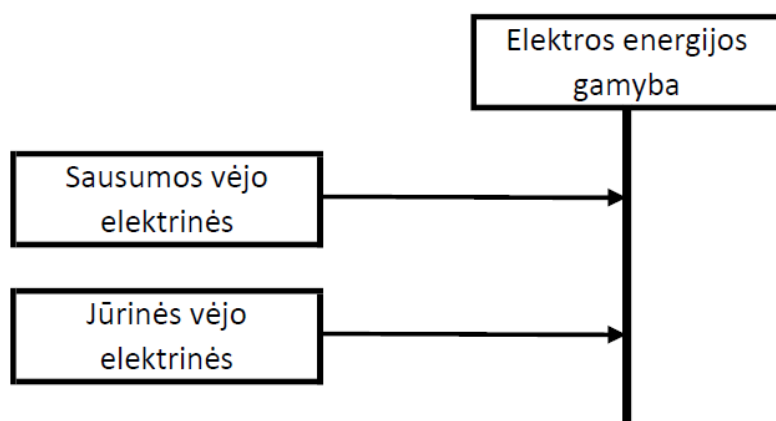 Elektros energijos
gamyba
Sausumos vėjo
elektrinės
Jūrinės vėjo
elektrinės